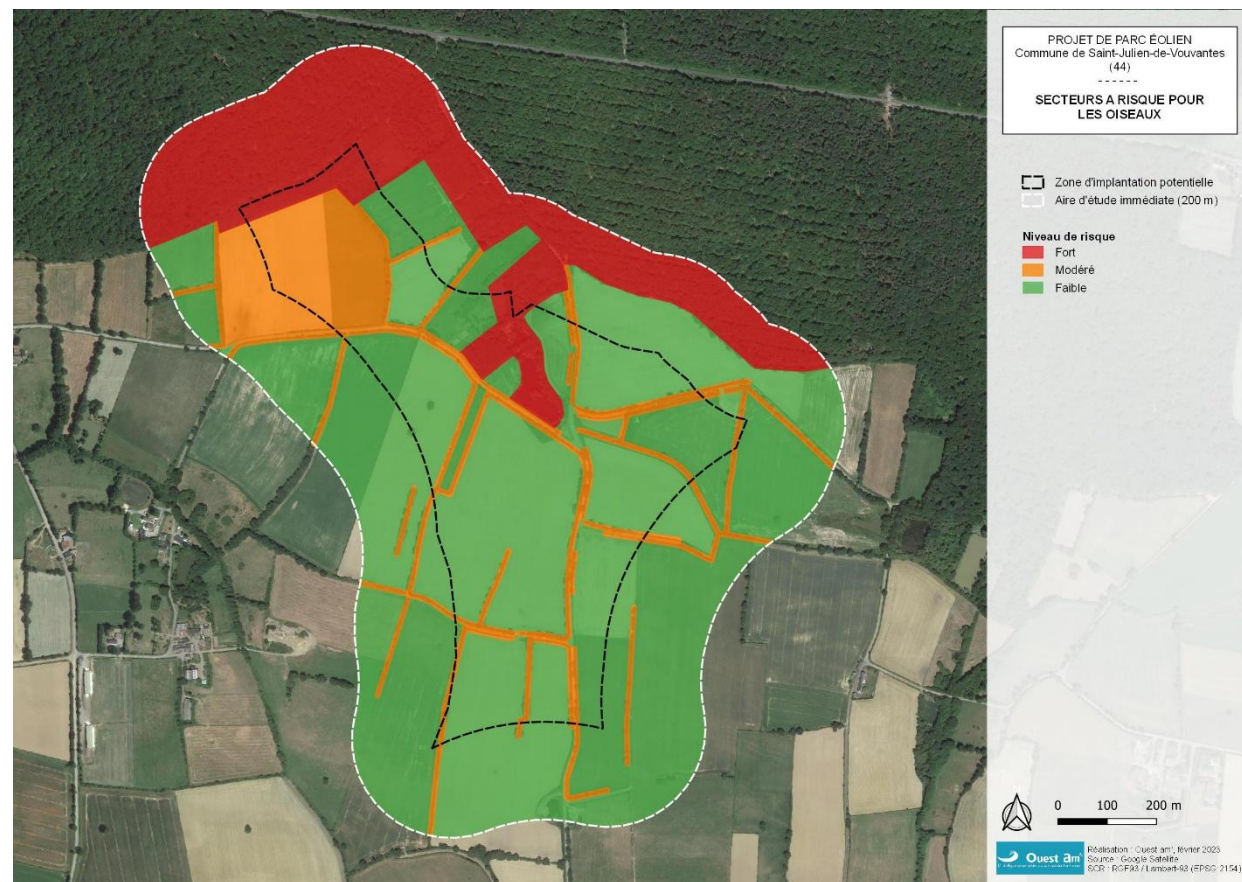 PROJET DE PARC ÉOLIEN
Commune de Saint-Julien-de-Vouvantes
(44)
------
SECTEURS A RISQUE POUR
LES OISEAUX
Zone d'implantation potentielle
Aire d'étude immédiate (200 m)
Niveau de risque
Fort
Modéré
Faible
0 100 200 m
Ouest am'
Réalisation : Ouest am', février 2023
Source : Google Satellite
SCR : RGF93 / Lambert-93 (EPSG 2154)